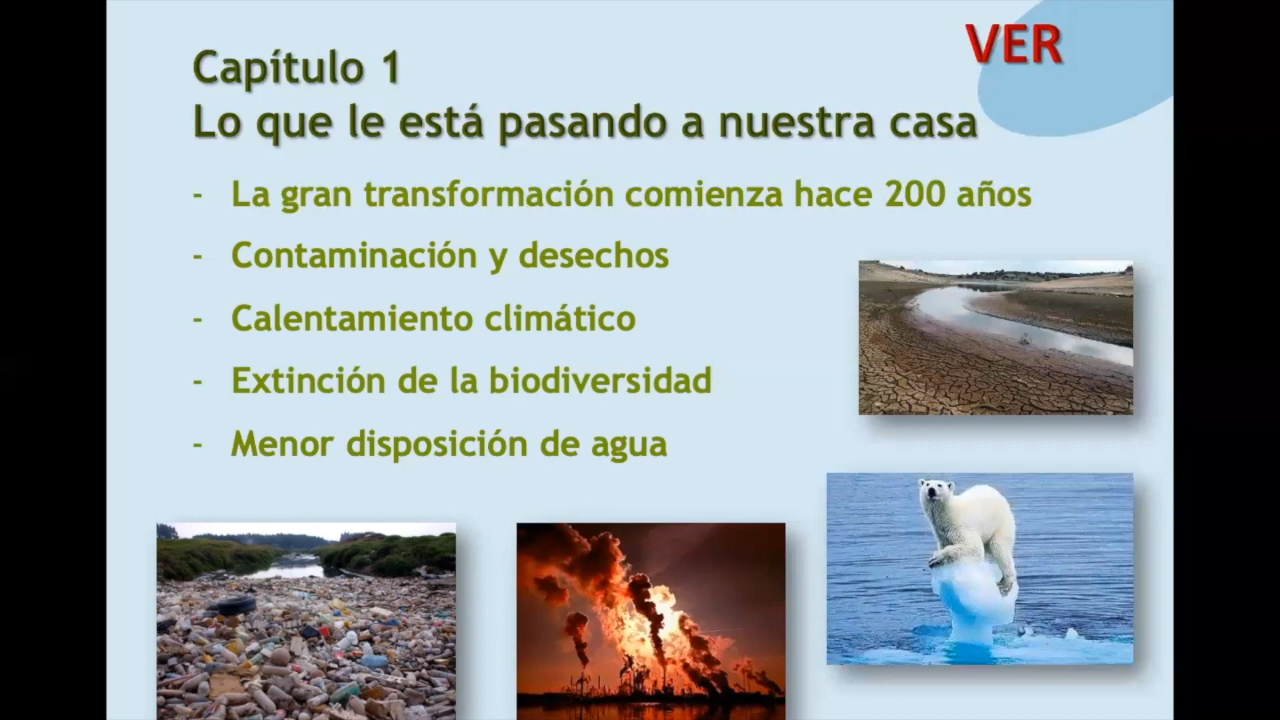 VER
Capítulo 1
Lo que le está pasando a nuestra casa
- La gran transformación comienza hace 200 años
- Contaminación y desechos
- Calentamiento climático
- Extinción de la biodiversidad
- Menor disposición de agua